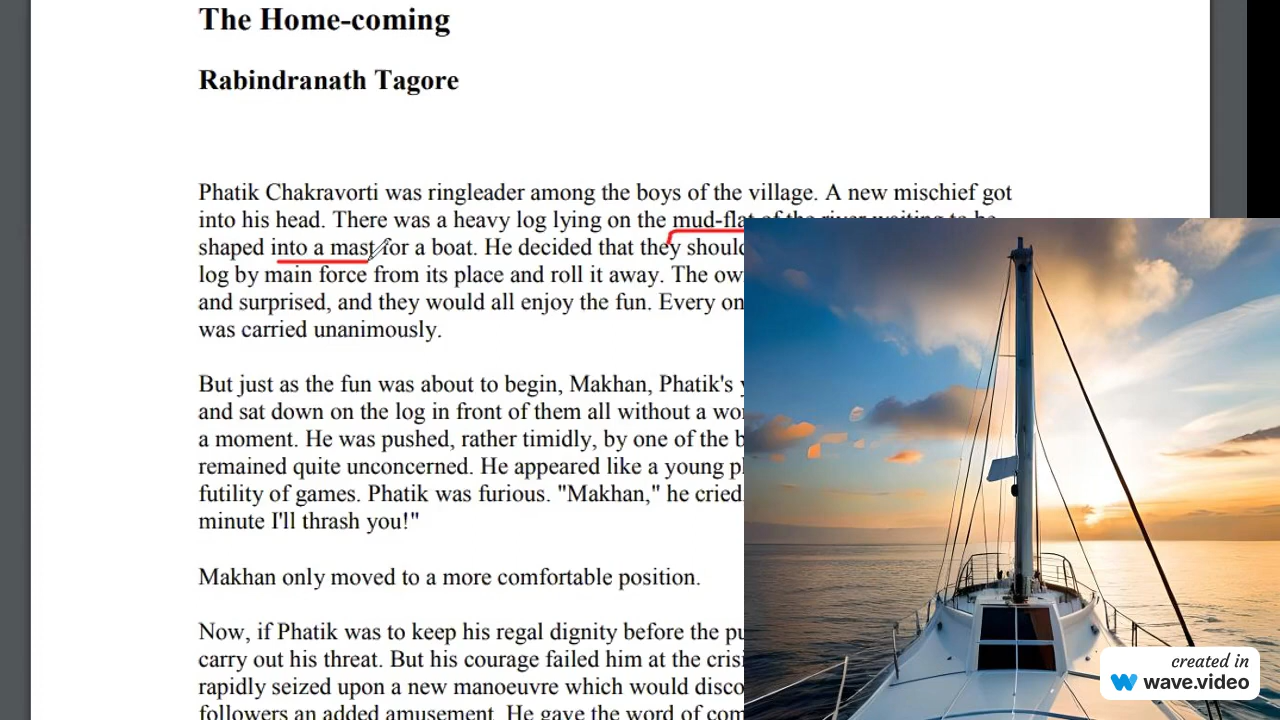 The Home-coming
Rabindranath Tagore
Phatik Chakravorti was ringleader among the boys of the village. A new mischief got
into his head. There was a heavy log lying on the mud-flat of the river waiting to be
shaped into a mast for a boat. He decided that they should
log by main force from its place and roll it away. The
and surprised, and they would all enjoy the fun. Every
was carried unanimously.
But just as the fun was about to begin, Makhan, Phatik's
and sat down on the log in front of them all without a
a moment. He was pushed, rather timidly, by one of the
remained quite unconcerned. He appeared like a young
futility of games. Phatik was furious. "Makhan," he cried,
minute I'll thrash you!"
Makhan only moved to a more comfortable position.
Now, if Phatik was to keep his regal dignity before the
carry out his threat. But his courage failed him at the
rapidly seized upon a new manoeuvre which would
followers an added amusement. He gave the word of
created in
wave.video